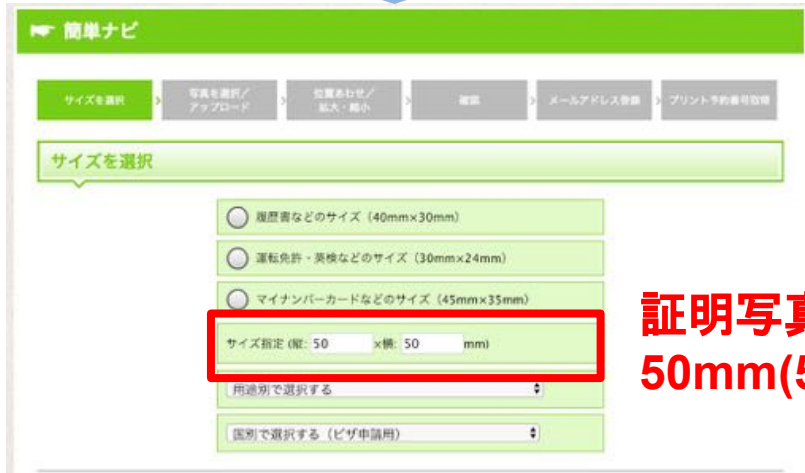 簡単ナビ
サイズを選択
写真を選択/
アップロード
位置あわせ/
拡大・縮小
確認
メールアドレス登録
プリント予約番号取得
サイズを選択
履歴書などのサイズ（40mm×30mm）
運転免許・英検などのサイズ（30mm×24mm）
マイナンバーカードなどのサイズ（45mm×35mm）
サイズ指定 (縦: 50 ×横: 50 mm)
用途別で選択する
国別で選択する（ビザ申請用）
証明写真
50mm(5